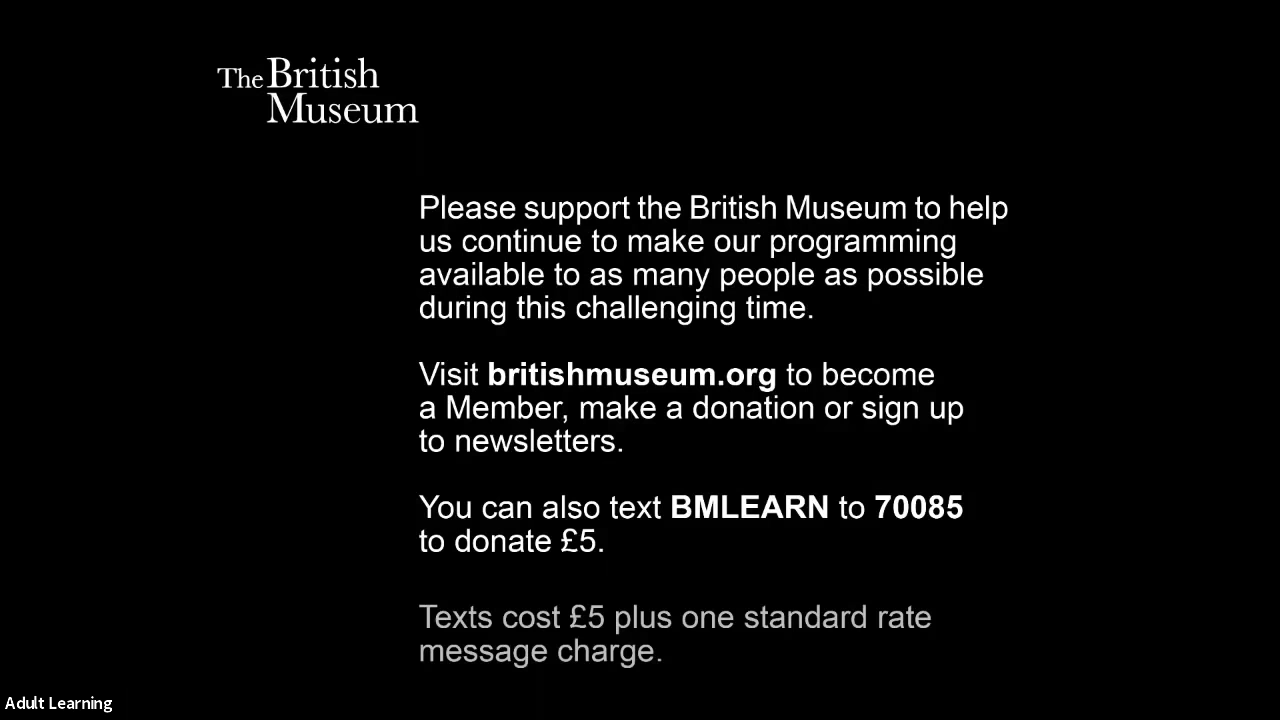 The British
Museum
Please support the British Museum to help
us continue to make our programming
available to as many people as possible
during this challenging time.
Visit britishmuseum.org to become
a Member, make a donation or sign up
to newsletters.
You can also text BMLEARN to 70085
to donate £5.
Texts cost £5 plus one standard rate
message charge.
Adult Learning